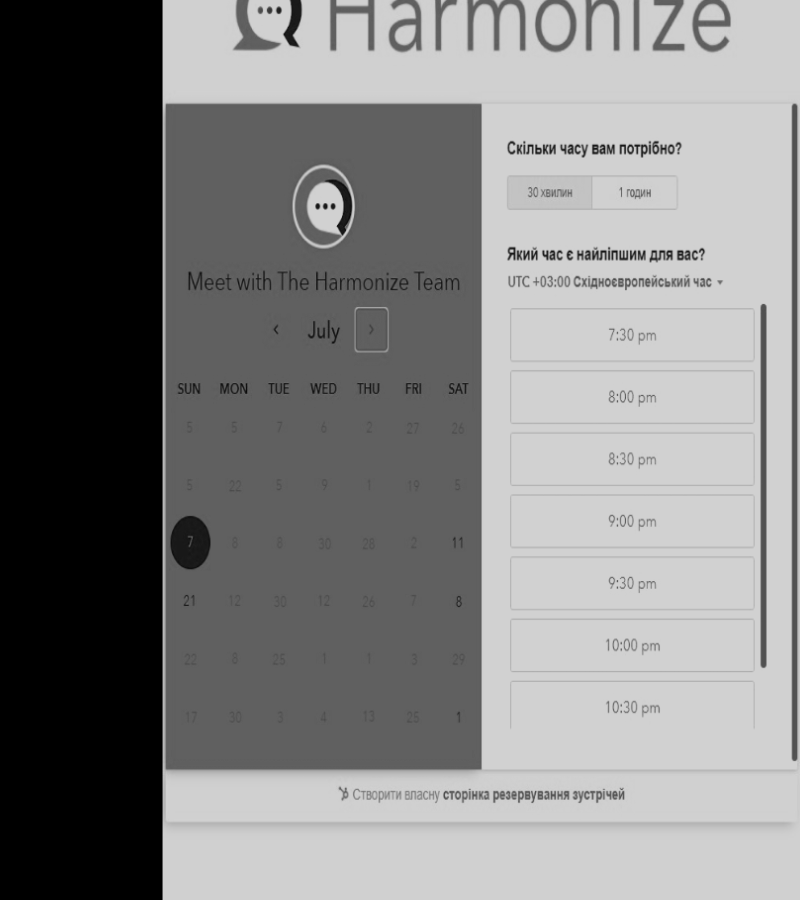 Harmonize
Meet with The Harmonize Team
July
SUN MON TUE WED THU FRI SAT
5 5 7 6 2 27 26
5 22 5 9 1 19 5
7 8 8 30 28 2 11
21 12 30 12 26 7 8
22 8 25 1 1 3 29
17 30 3 4 13 25 1
Скільки часу вам потрібно?
30 хвилин 1 годин
Який час є найліпшим для вас?
UTC +03:00 Східноєвропейський час
7:30 pm
8:00 pm
8:30 pm
9:00 pm
9:30 pm
10:00 pm
10:30 pm
Створити власну сторінка резервування зустрічей